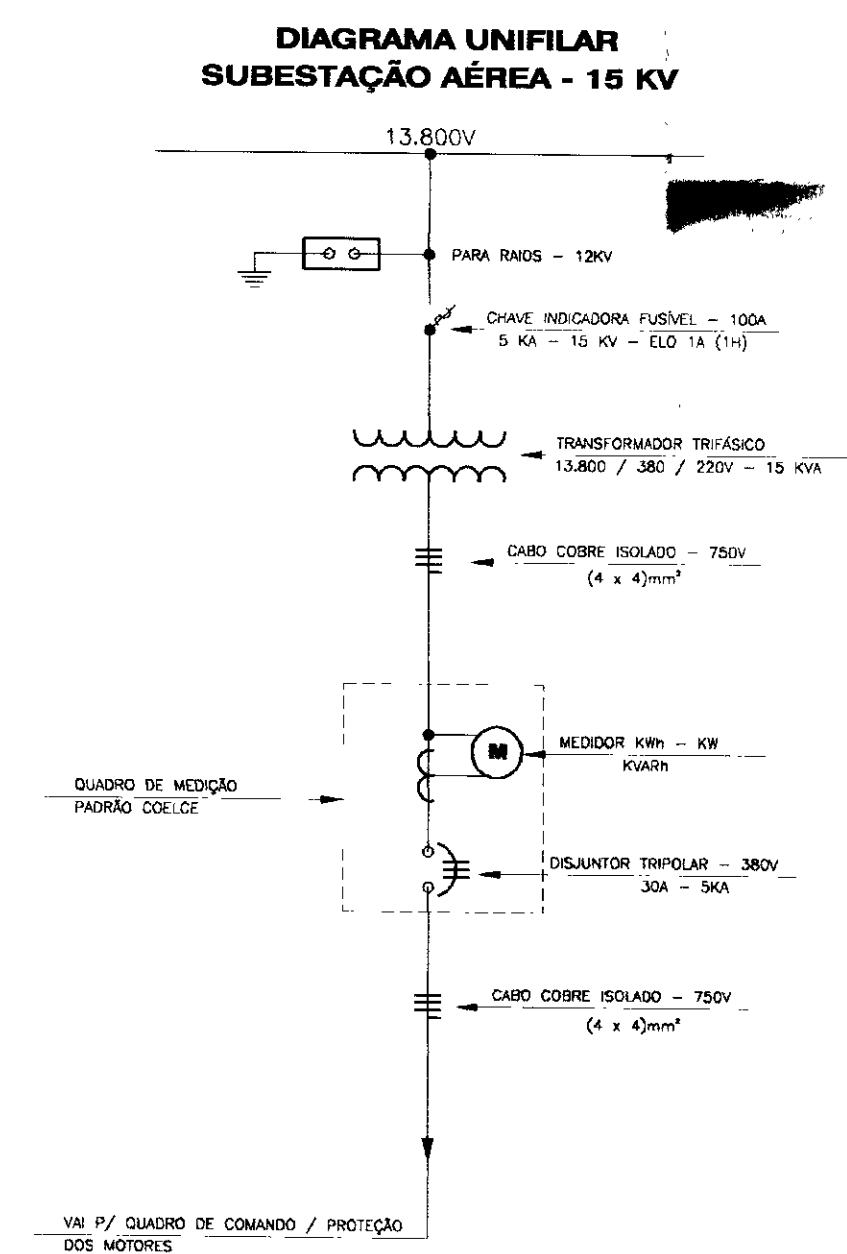 DIAGRAMA UNIFILAR
SUBESTAÇÃO AÉREA - 15 KV
13.800V
PARA RAIOS - 12KV
CHAVE INDICADORA FUSÍVEL - 100A
5 KA - 15 KV - ELO 1A (1H)
TRANSFORMADOR TRIFÁSICO
13.800 / 380 / 220V - 15 KVA
CABO COBRE ISOLADO - 750V
(4 x 4)mm²
M
MEDIDOR KWh - KW
KVARh
QUADRO DE MEDIÇÃO
PADRÃO COELCE
DISJUNTOR TRIPOLAR - 380V
30A - 5KA
CABO COBRE ISOLADO - 750V
(4 x 4)mm²
VAI P/ QUADRO DE COMANDO / PROTEÇÃO
DOS MOTORES